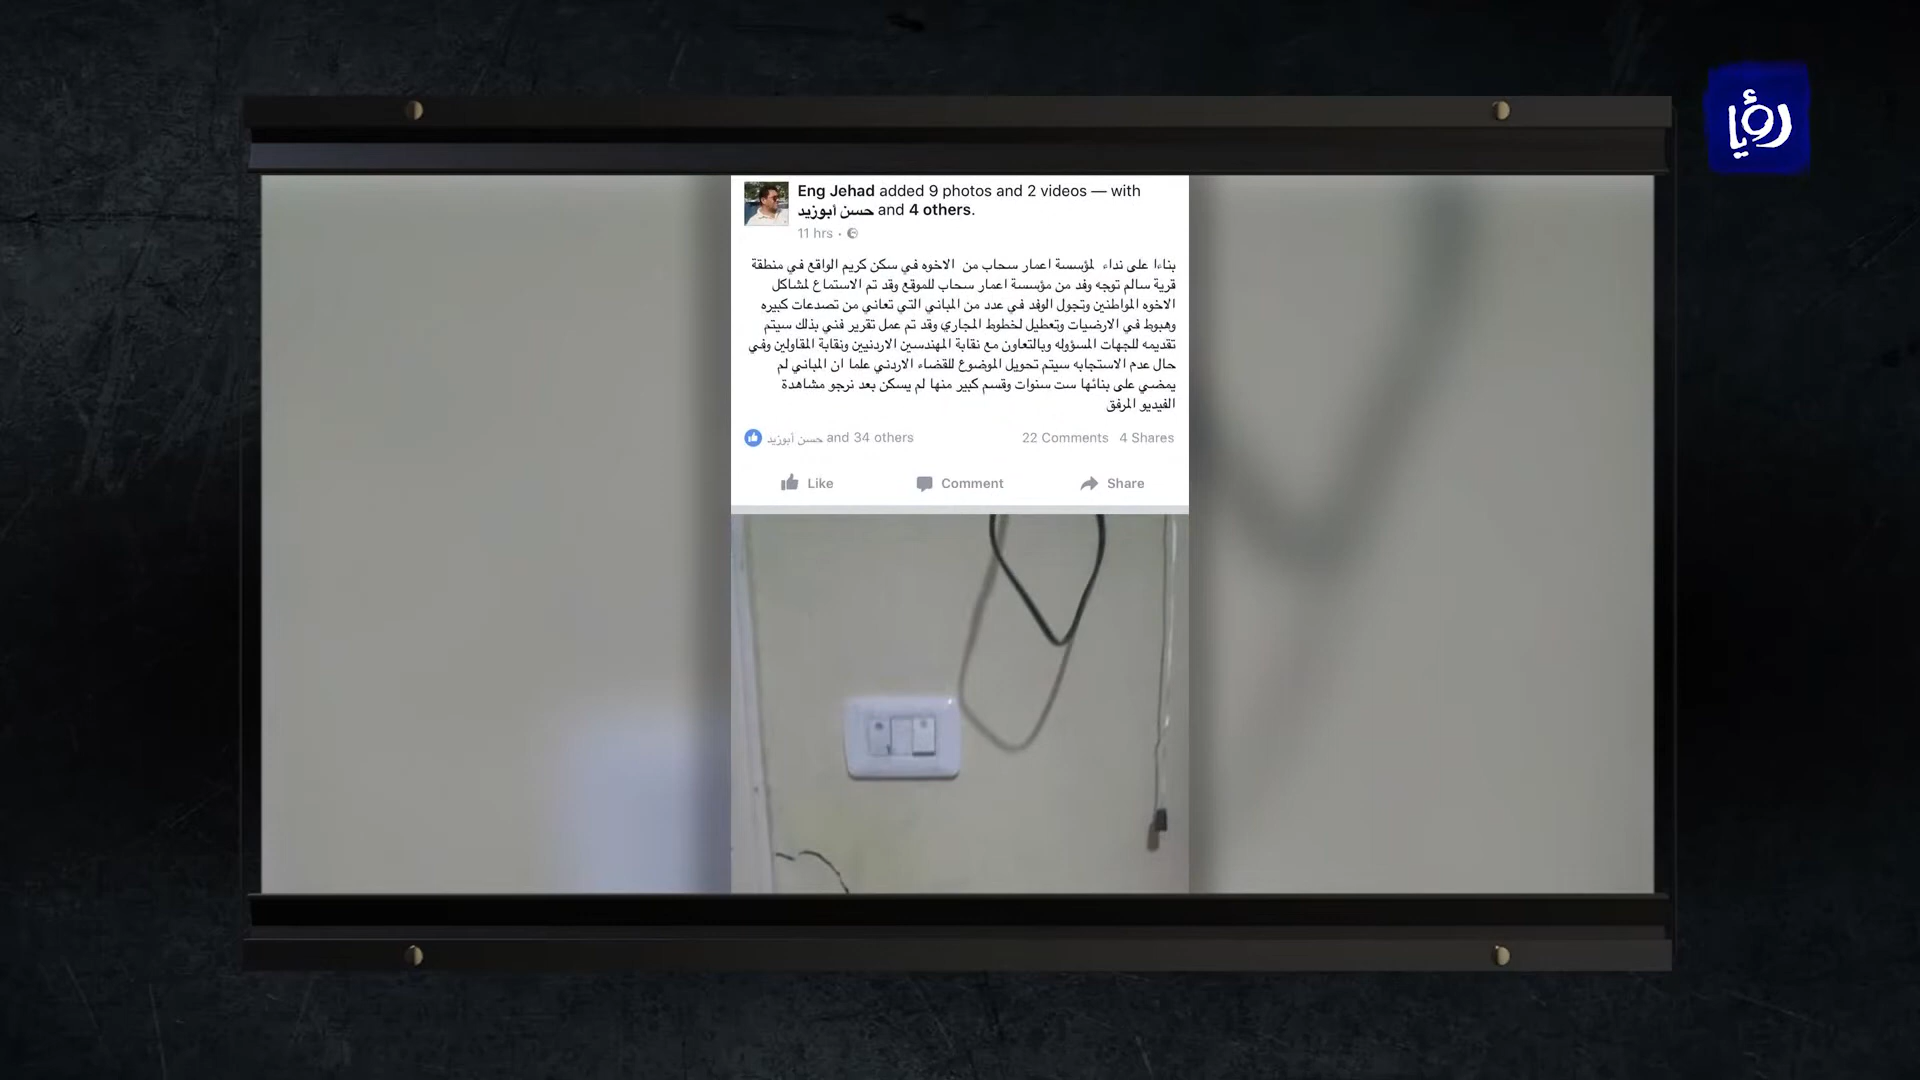 رؤيا
Eng Jehad added 9 photos and 2 videos — with
حسن أبوزيد and 4 others.
11 hrs ·
بناءا على نداء لمؤسسة اعمار سحاب من الاخوه في سكن كريم الواقع في منطقة
قرية سالم توجه وفد من مؤسسة اعمار سحاب للموقع وقد تم الاستماع لمشاكل
الاخوه المواطنين وتجول الوفد في عدد من المباني التي تعاني من تصدعات كبيره
وهبوط في الارضيات وتعطيل لخطوط المجاري وقد تم عمل تقرير فني بذلك سيتم
تقديمه للجهات المسؤوله وبالتعاون مع نقابة المهندسين الاردنيين ونقابة المقاولين وفي
حال عدم الاستجابه سيتم تحويل الموضوع للقضاء الاردني علما ان المباني لم
يمضي على بنائها ست سنوات وقسم كبير منها لم يسكن بعد نرجو مشاهدة
الفيديو المرفق
حسن أبوزيد and 34 others 22 Comments 4 Shares
Like Comment Share